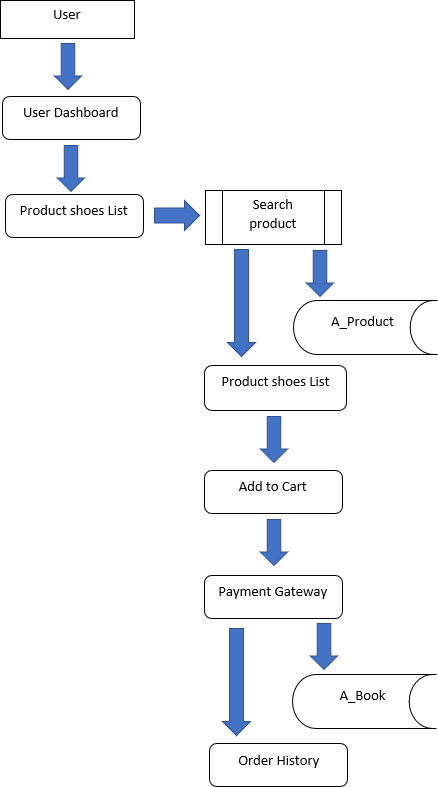 User
User Dashboard
Product shoes List
Search
product
A_Product
Product shoes List
Add to Cart
Payment Gateway
A_Book
Order History